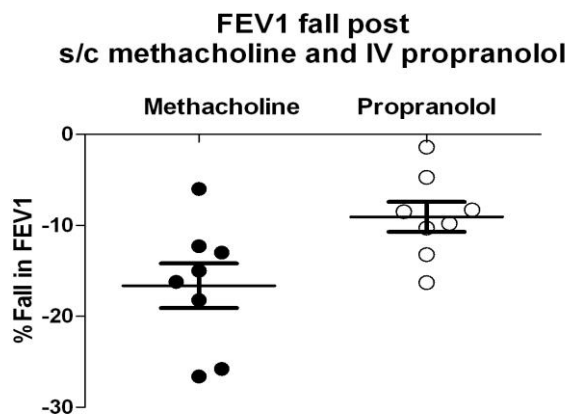 FEV1 fall post
s/c methacholine and IV propranolol
Methacholine
Propranolol
0
-10
-20
-30
% Fall in FEV1